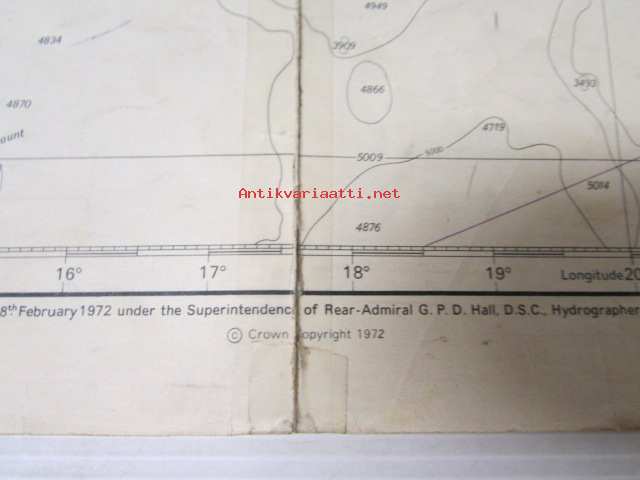 4949
4834
3909
3493
4866
4870
4719
ount
5000
5009
Antikvariaatti.net
5014
4876
16° 17° 18° 19° Longitude 20
8th February 1972 under the Superintendence of Rear-Admiral G. P. D. Hall, D.S.C., Hydrographer
© Crown Copyright 1972